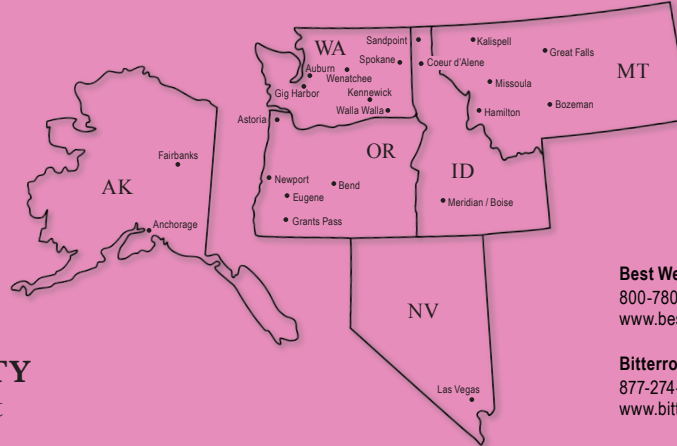 WA
Sandpoint
Kalispell
Great Falls
Spokane
Coeur d'Alene
Auburn
Wenatchee
MT
Missoula
Gig Harbor
Kennewick
Walla Walla
Hamilton
Bozeman
Astoria
OR
Fairbanks
ID
AK
Newport
Bend
Eugene
Meridian / Boise
Grants Pass
Anchorage
NV
Las Vegas
Best We
800-780
www.bes
Bitterro
877-274-
www.bitt
TY
t